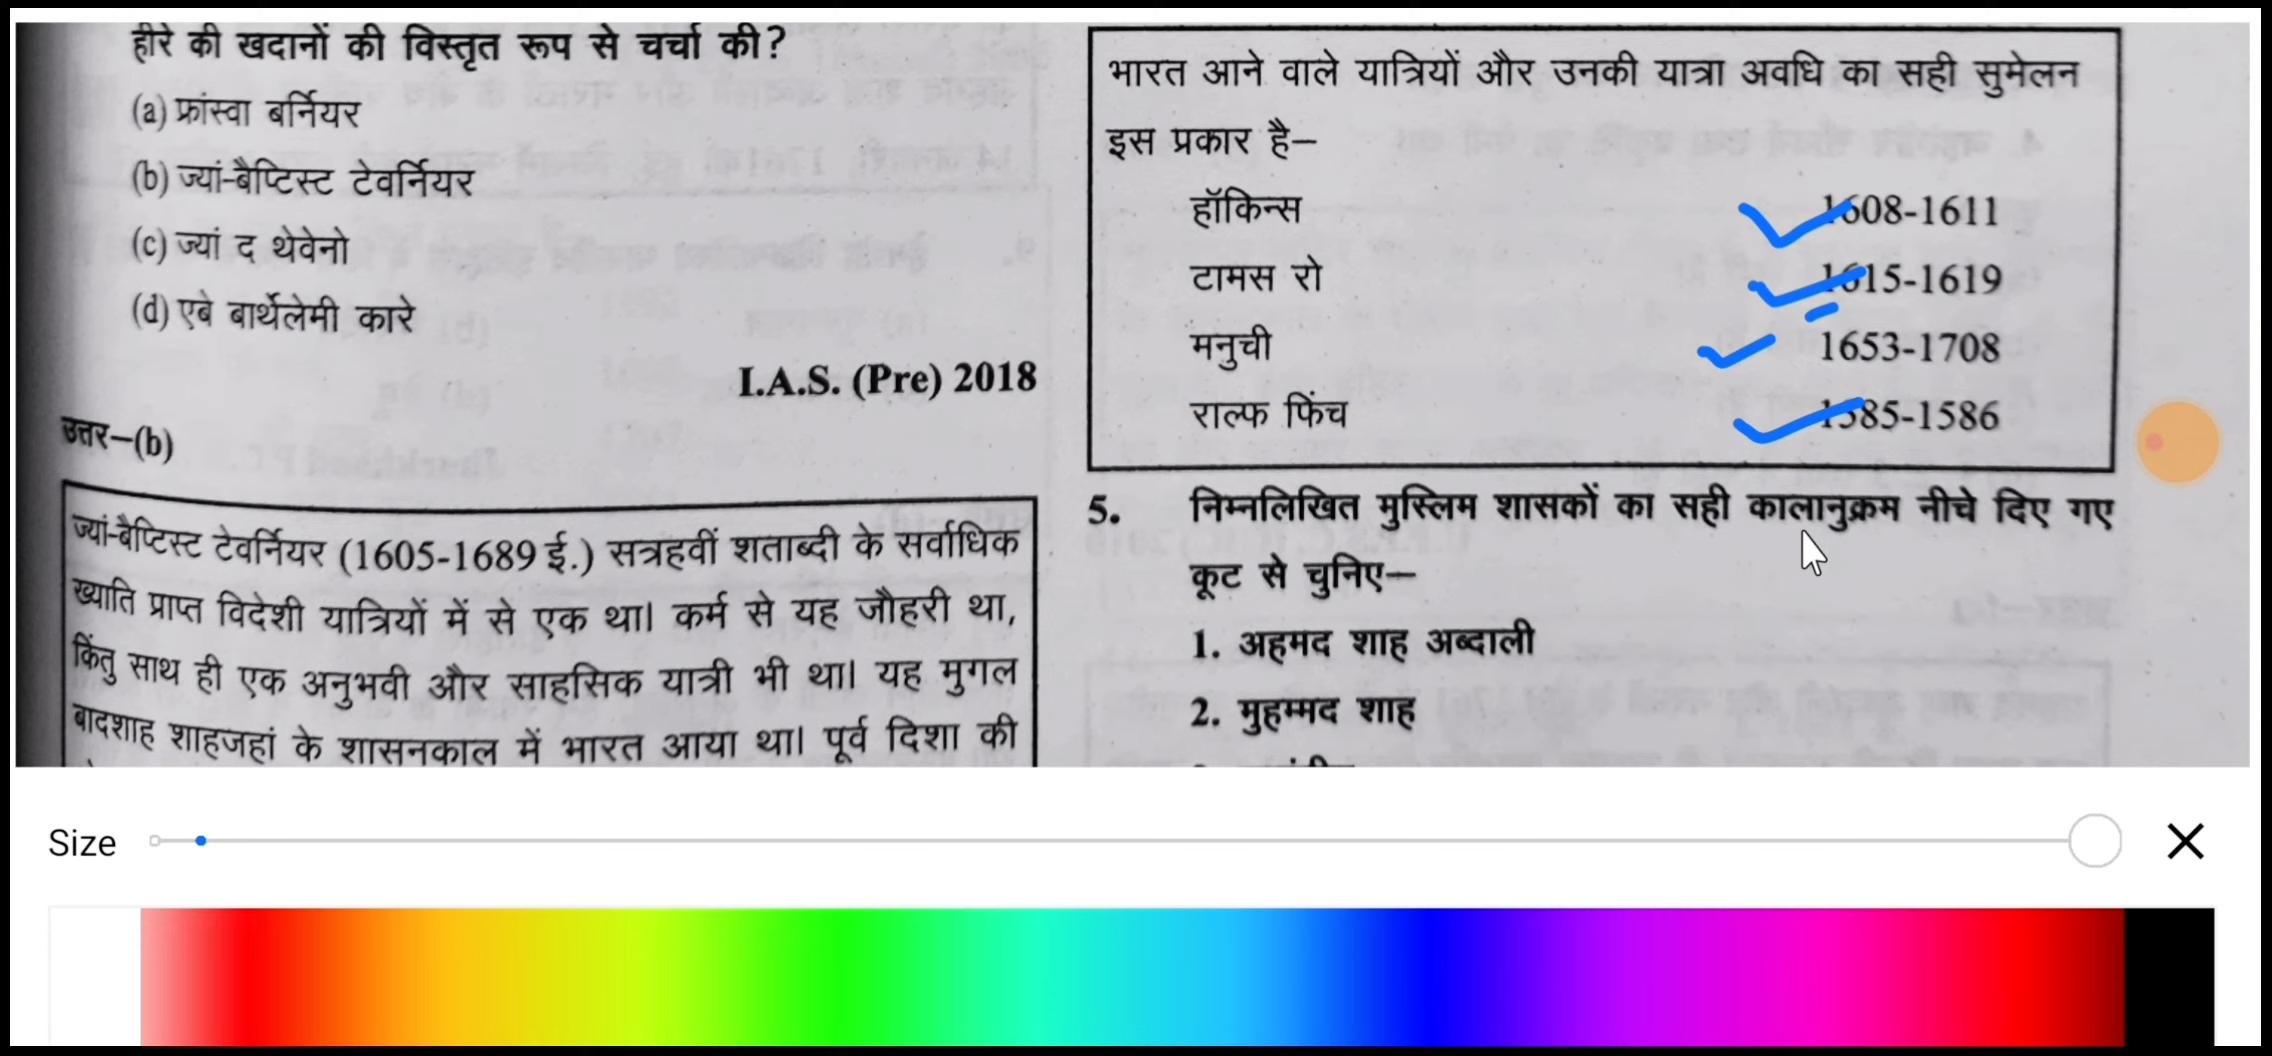 हीरे की खदानों की विस्तृत रूप से चर्चा की?
(a) फ्रांस्वा बर्नियर
(b) ज्यां-बैप्टिस्ट टेवर्नियर
(c) ज्यां द थेवेनो
(d) एबे बार्थेलेमी कारे
I.A.S. (Pre) 2018
उत्तर–(b)
ज्यां-बैप्टिस्ट टेवर्नियर (1605-1689 ई.) सत्रहवीं शताब्दी के सर्वाधिक
ख्याति प्राप्त विदेशी यात्रियों में से एक था। कर्म से यह जौहरी था,
किंतु साथ ही एक अनुभवी और साहसिक यात्री भी था। यह मुगल
बादशाह शाहजहां के शासनकाल में भारत आया था। पूर्व दिशा की
भारत आने वाले यात्रियों और उनकी यात्रा अवधि का सही सुमेलन
इस प्रकार है–
हॉकिन्स 1608-1611
टामस रो 1615-1619
मनुची 1653-1708
राल्फ फिंच 1585-1586
5. निम्नलिखित मुस्लिम शासकों का सही कालानुक्रम नीचे दिए गए
कूट से चुनिए–
1. अहमद शाह अब्दाली
2. मुहम्मद शाह
Size